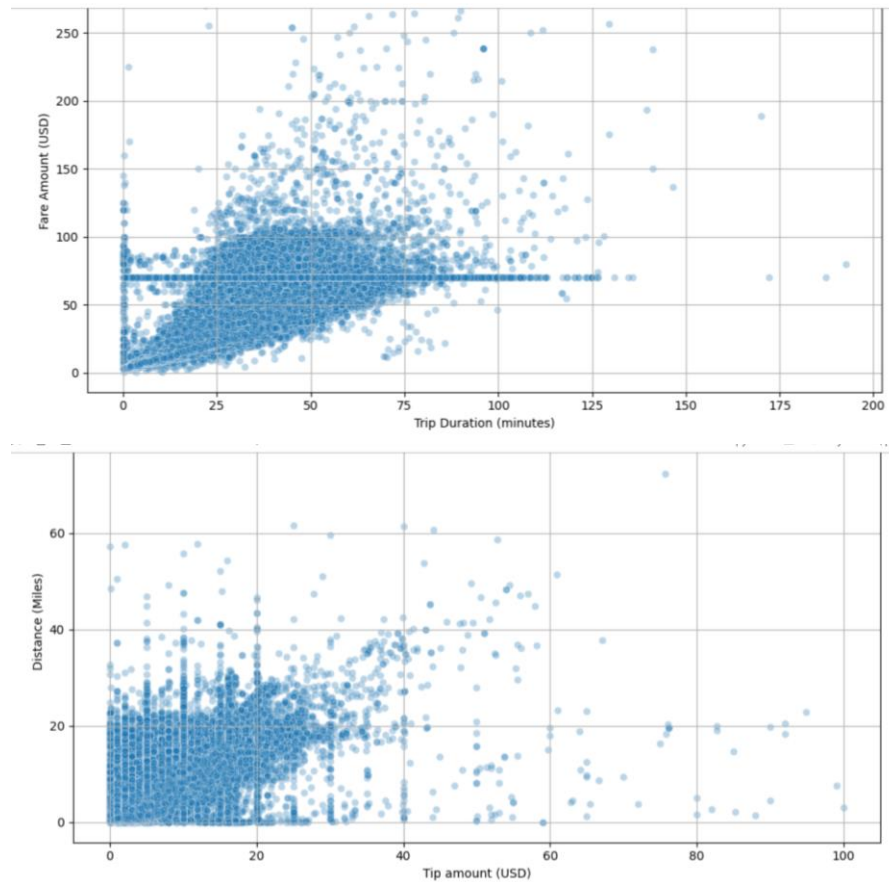 250
200
150
100
50
0
Fare Amount (USD)
0 25 50 75 100 125 150 175 200
Trip Duration (minutes)
60
40
20
0
Distance (Miles)
0 20 40 60 80 100
Tip amount (USD)